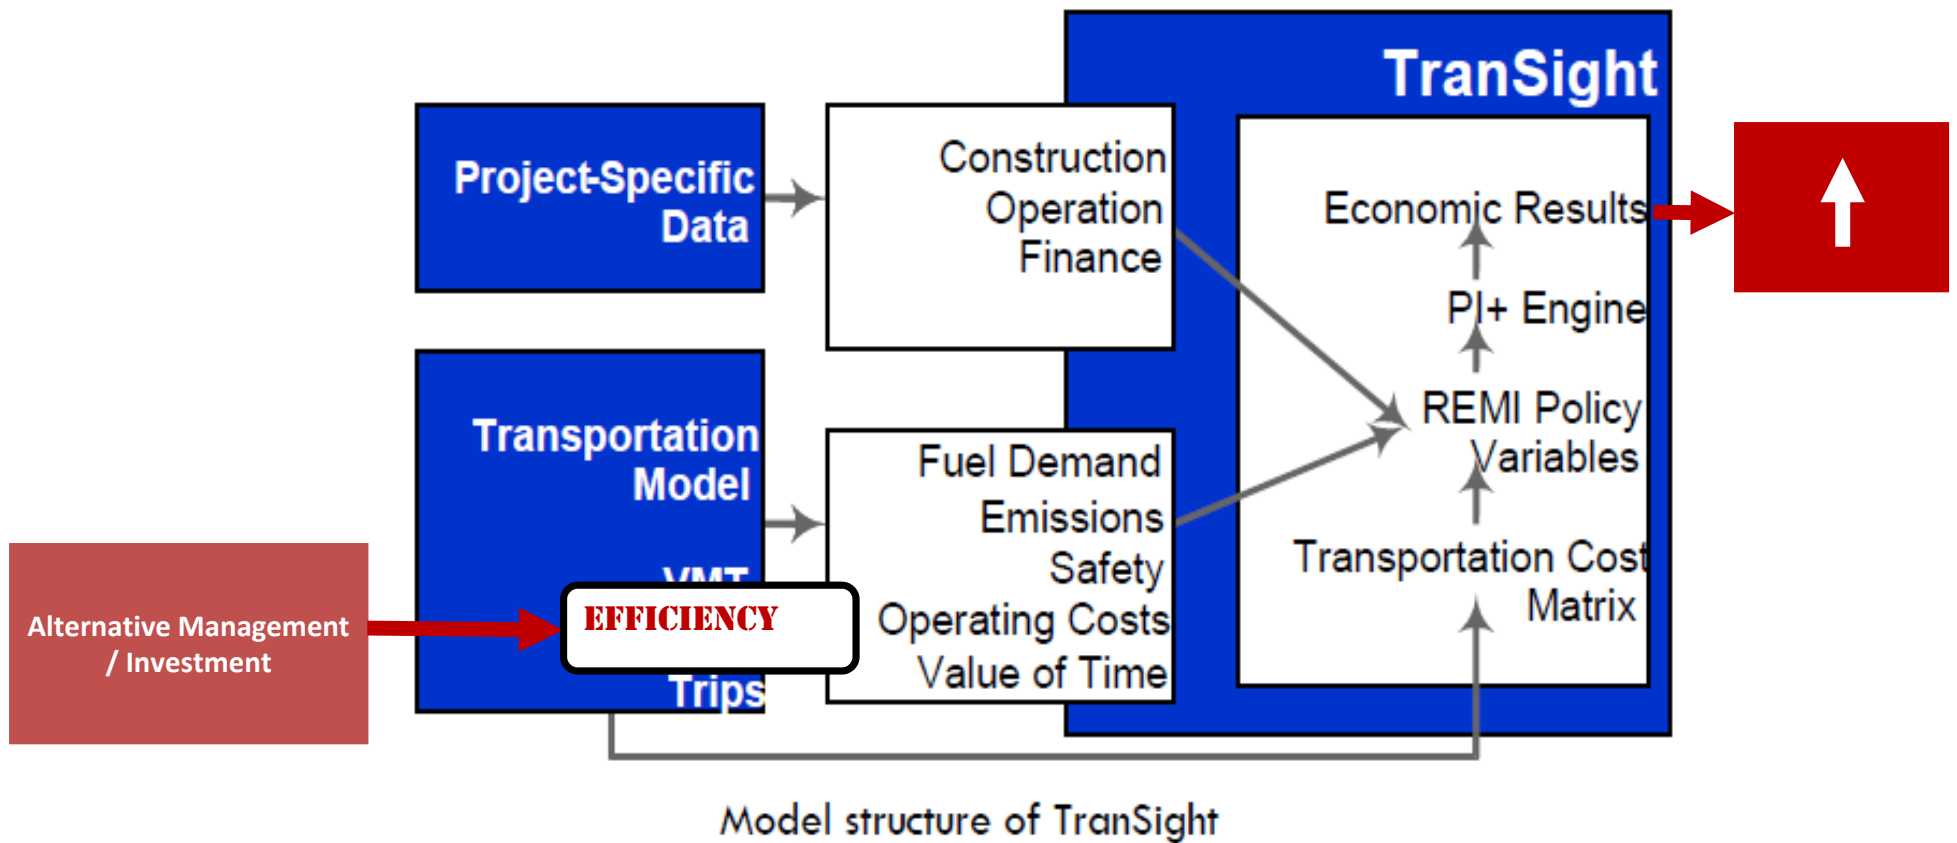 TranSight
Project-Specific
Data
Construction
Operation
Finance
Economic Results
PI+ Engine
REMI Policy
Variables
Transportation Cost
Matrix
Transportation
Model
VMT
Trips
Fuel Demand
Emissions
Safety
Operating Costs
Value of Time
Alternative Management
/ Investment
EFFICIENCY
Model structure of TranSight